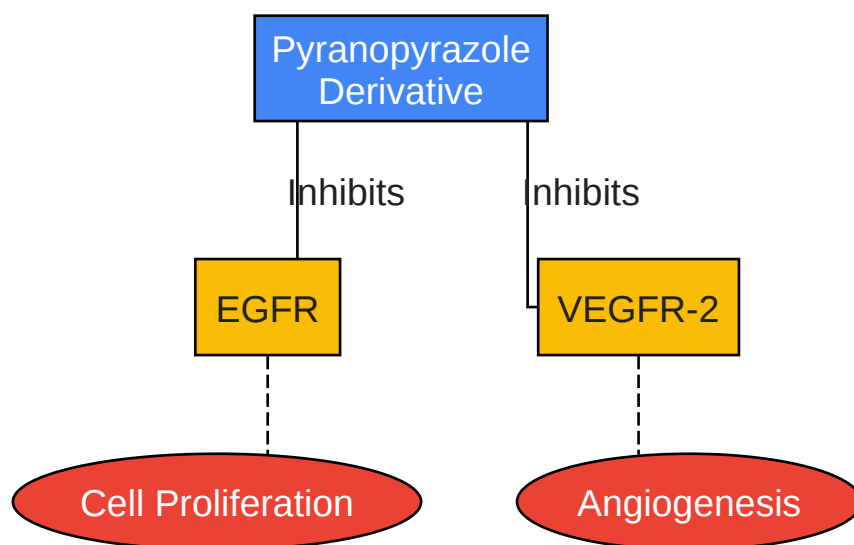 Pyranopyrazole
Derivative
Inhibits
Inhibits
EGFR
VEGFR-2
Cell Proliferation
Angiogenesis